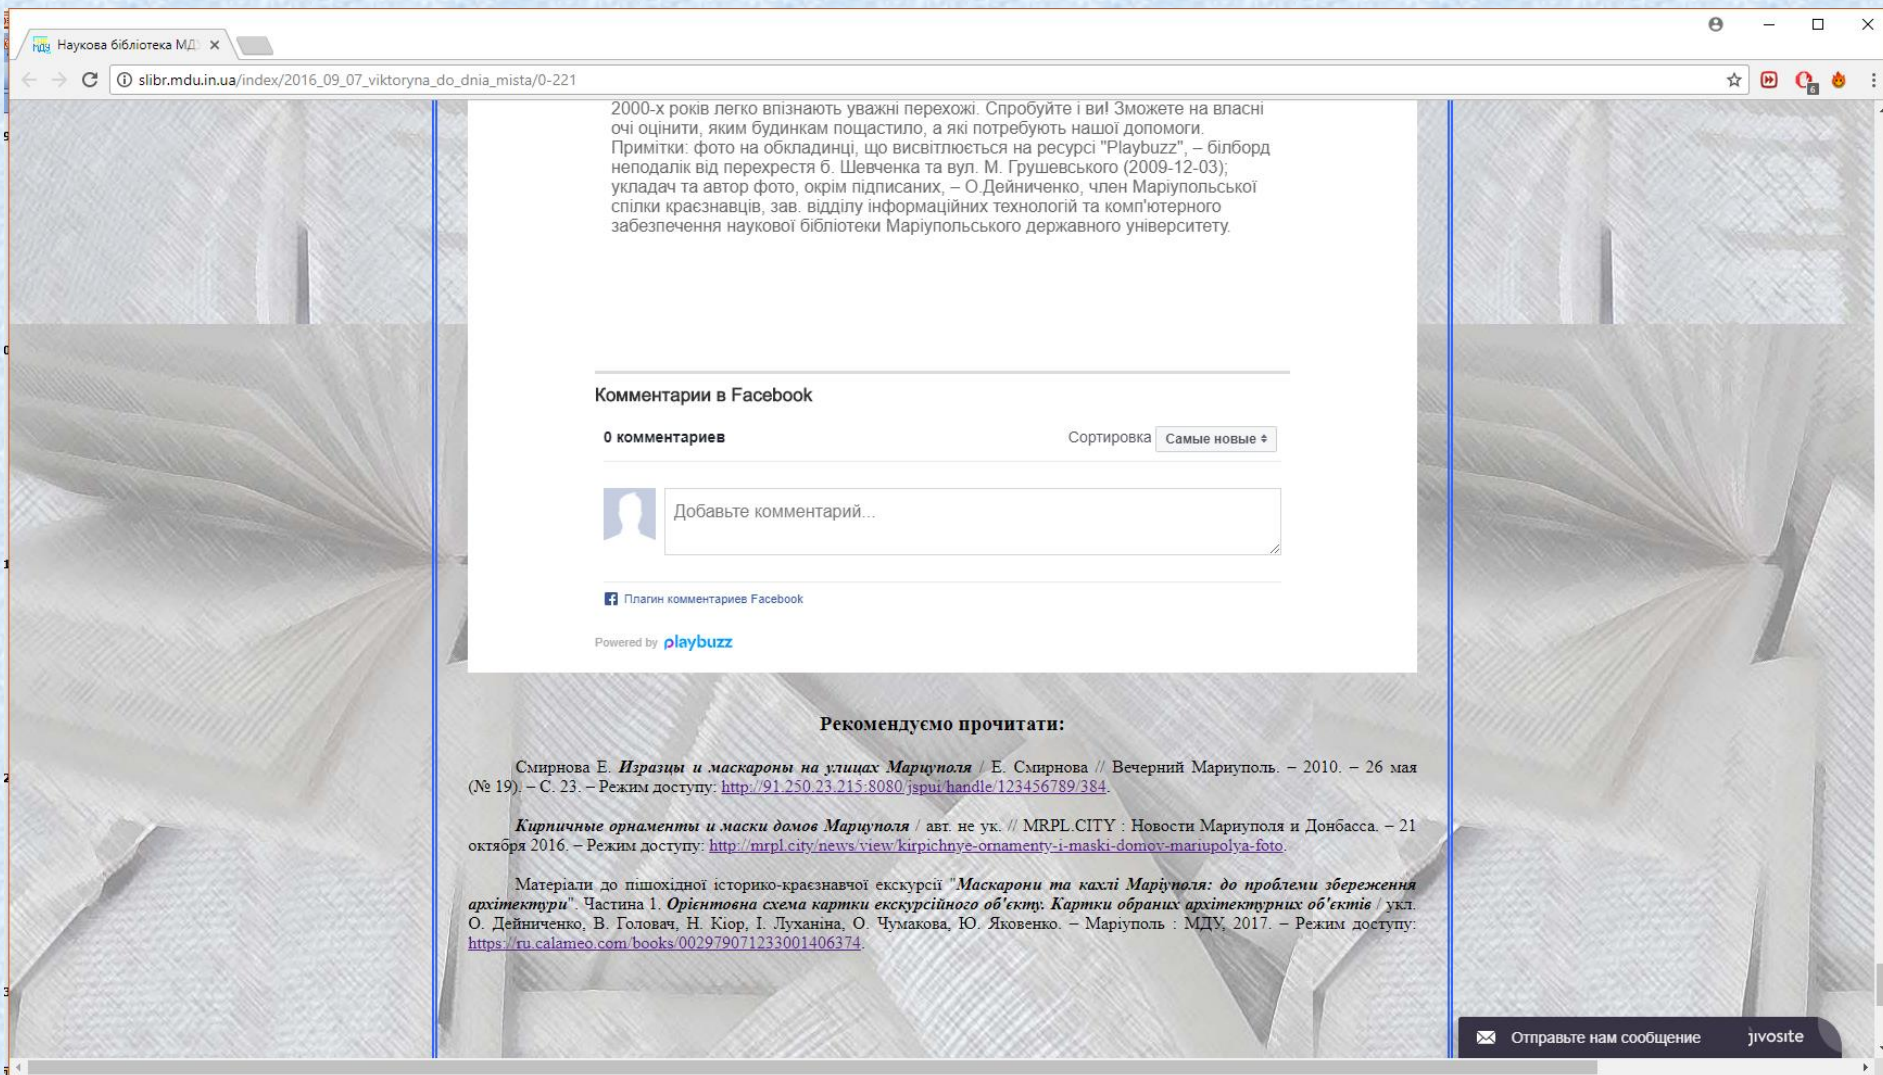 Наукова бібліотека МД
slibr.mdu.in.ua/index/2016_09_07_viktoryna_do_dnia_mista/0-221
6
2000-х років легко впізнають уважні перехожі. Спробуйте і ви! Зможете на власні
очі оцінити, яким будинкам пощастило, а які потребують нашої допомоги.
Примітки: фото на обкладинці, що висвітлюється на ресурсі "Playbuzz", – білборд
неподалік від перехрестя б. Шевченка та вул. М. Грушевського (2009-12-03);
укладач та автор фото, окрім підписаних, – О.Дейниченко, член Маріупольської
спілки краєзнавців, зав. відділу інформаційних технологій та комп'ютерного
забезпечення наукової бібліотеки Маріупольського державного університету.
Комментарии в Facebook
0 комментариев
Сортировка Самые новые
Добавьте комментарий...
Плагин комментариев Facebook
Powered by playbuzz
Рекомендуємо прочитати:
Смирнова Е. Изразцы и маскароны на улицах Мариуполя / Е. Смирнова // Вечерний Мариуполь. – 2010. – 26 мая
(№ 19). – С. 23. – Режим доступу: http://91.250.23.215:8080/jspui/handle/123456789/384.
Кирпичные орнаменты и маски домов Мариуполя / авт. не ук. // MRPL.CITY : Новости Мариуполя и Донбасса. – 21
октября 2016. – Режим доступу: http://mrpl.city/news/view/kirpichnye-ornamenty-i-maski-domov-mariupolya-foto.
Матеріали до пішохідної історико-краєзнавчої екскурсії "Маскарони та кахлі Маріуполя: до проблеми збереження
архітектури". Частина 1. Орієнтовна схема картки екскурсійного об'єкту. Картки обраних архітектурних об'єктів / укл.
О. Дейниченко, В. Головач, Н. Кіор, І. Луханіна, О. Чумакова, Ю. Яковенко. – Маріуполь : МДУ, 2017. – Режим доступу:
https://ru.calameo.com/books/002979071233001406374.
Отправьте нам сообщение jivosite